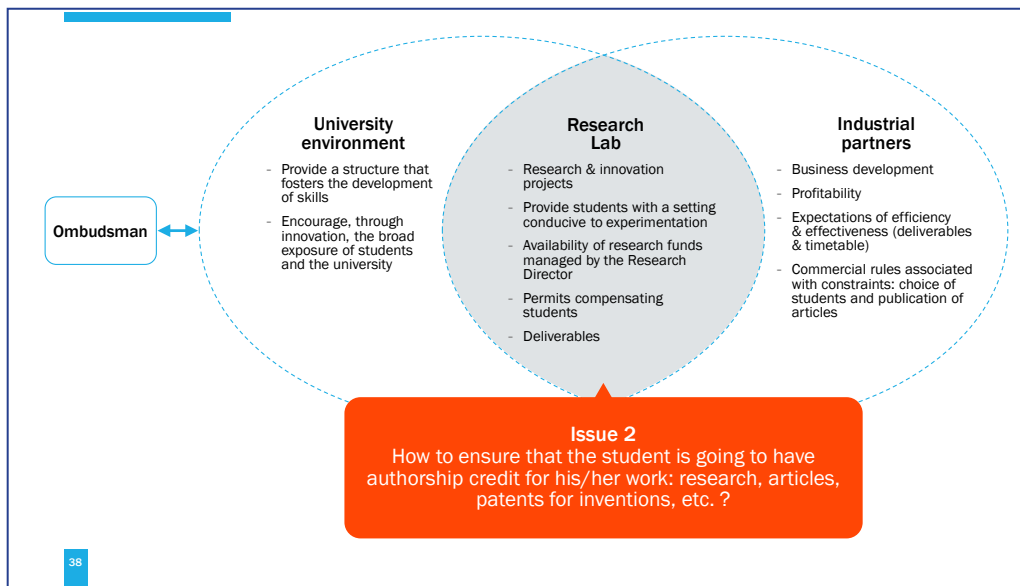 Ombudsman
University
environment
- Provide a structure that
fosters the development
of skills
- Encourage, through
innovation, the broad
exposure of students
and the university
Research
Lab
- Research & innovation
projects
- Provide students with a setting
conducive to experimentation
- Availability of research funds
managed by the Research
Director
- Permits compensating
students
- Deliverables
Industrial
partners
- Business development
- Profitability
- Expectations of efficiency
& effectiveness (deliverables
& timetable)
- Commercial rules associated
with constraints: choice of
students and publication of
articles
Issue 2
How to ensure that the student is going to have
authorship credit for his/her work: research, articles,
patents for inventions, etc. ?
38